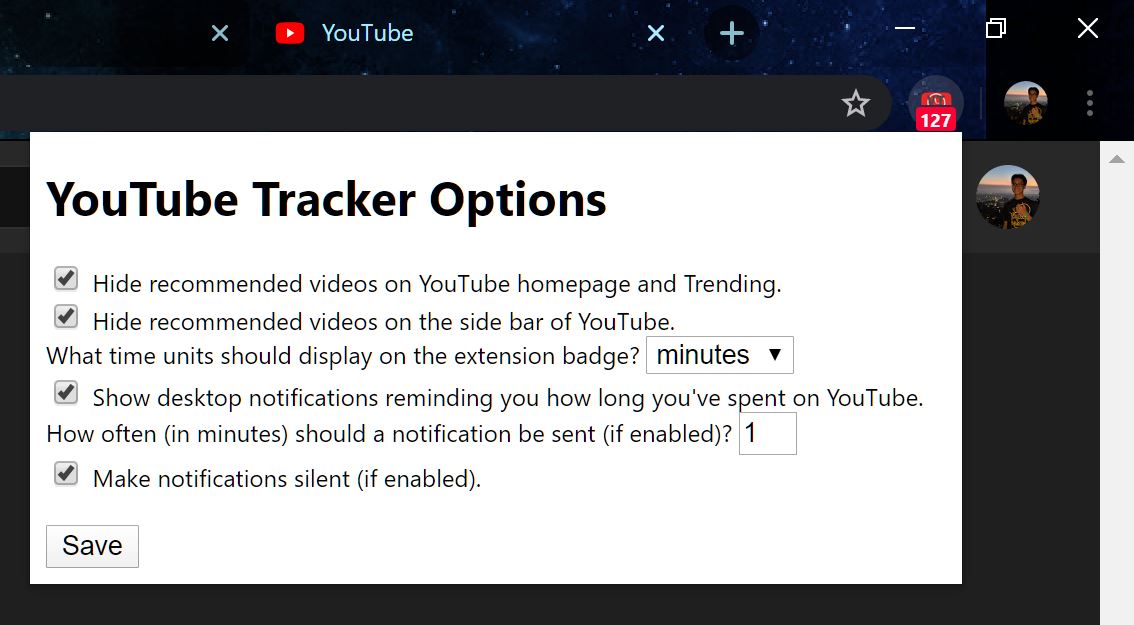 YouTube
127
YouTube Tracker Options
Hide recommended videos on YouTube homepage and Trending.
Hide recommended videos on the side bar of YouTube.
What time units should display on the extension badge? minutes
Show desktop notifications reminding you how long you've spent on YouTube.
How often (in minutes) should a notification be sent (if enabled)? 1
Make notifications silent (if enabled).
Save